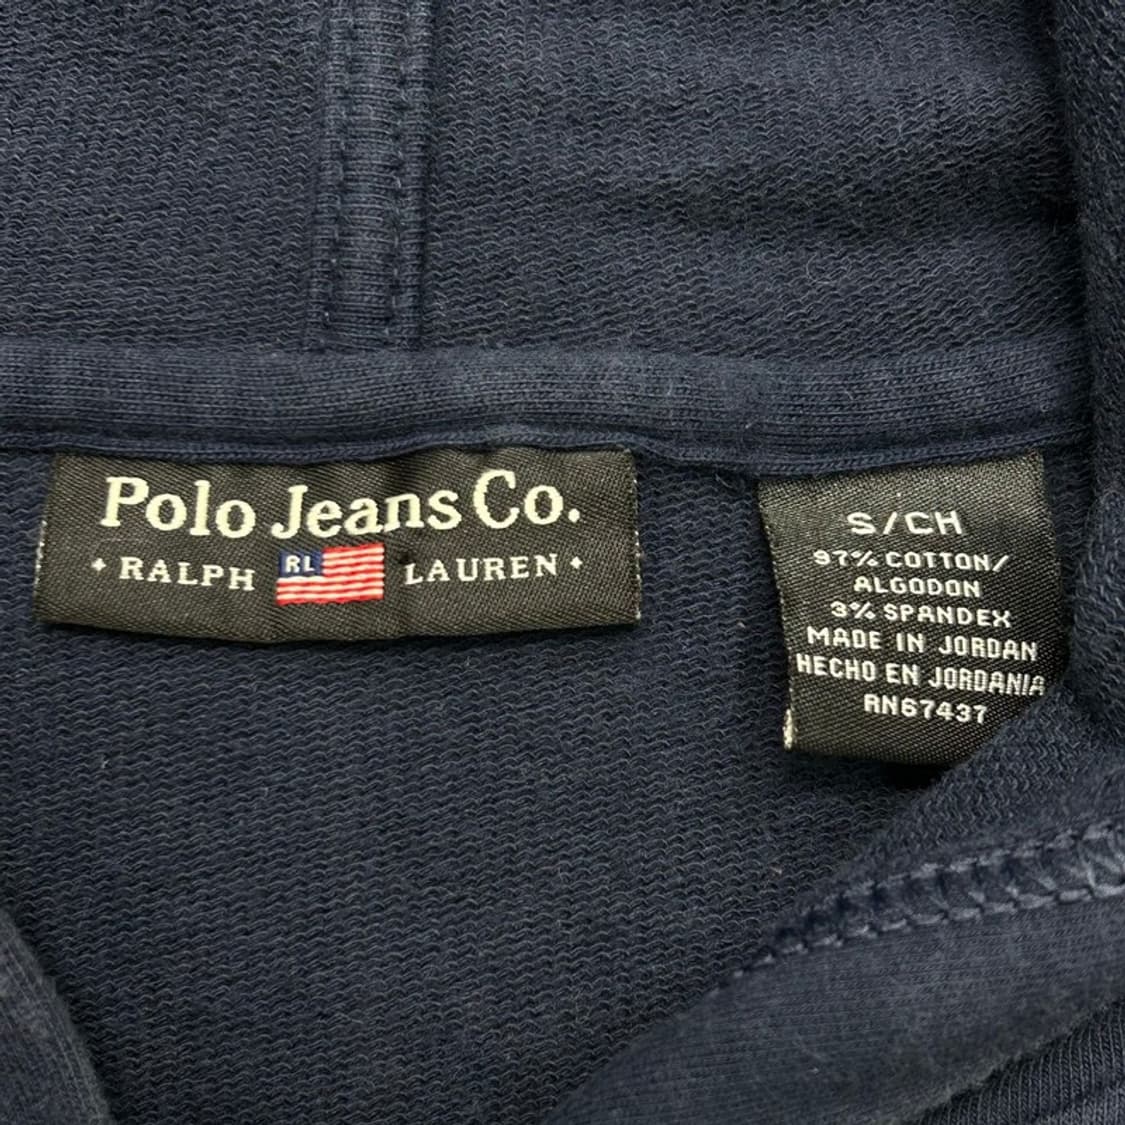 Polo Jeans Co.
• RALPH RL LAUREN •
S/CH
97% COTTON/
ALGODON
3% SPANDEX
MADE IN JORDAN
HECHO EN JORDANIA
RN67437